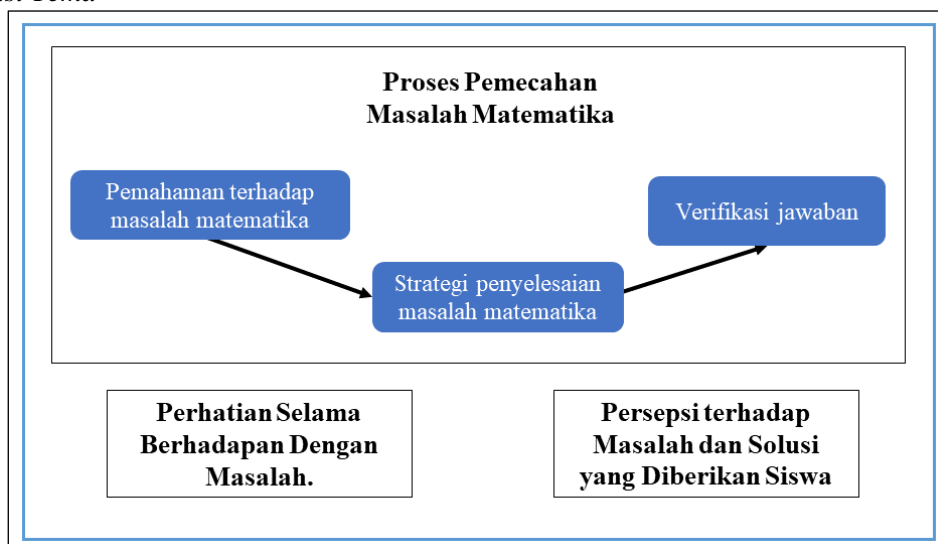 Proses Pemecahan
Masalah Matematika
Pemahaman terhadap
masalah matematika
Verifikasi jawaban
Strategi penyelesaian
masalah matematika
Perhatian Selama
Berhadapan Dengan
Masalah.
Persepsi terhadap
Masalah dan Solusi
yang Diberikan Siswa